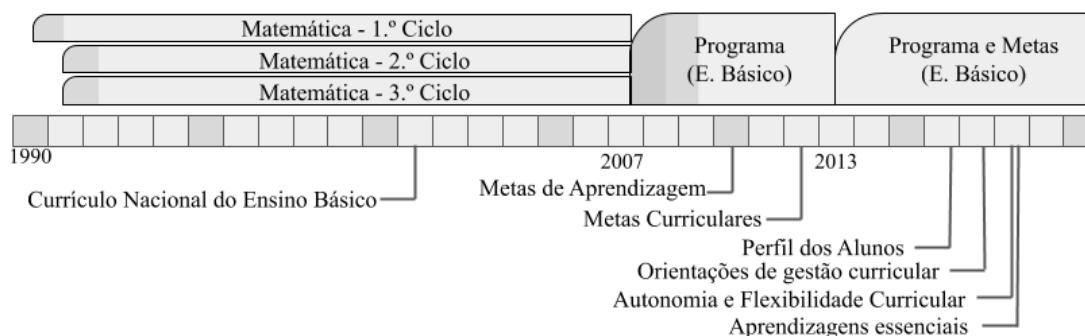 Matemática - 1.º Ciclo
Matemática - 2.º Ciclo
Matemática - 3.º Ciclo
Programa
(E. Básico)
Programa e Metas
(E. Básico)
1990
2007
2013
Currículo Nacional do Ensino Básico
Metas de Aprendizagem
Metas Curriculares
Perfil dos Alunos
Orientações de gestão curricular
Autonomia e Flexibilidade Curricular
Aprendizagens essenciais